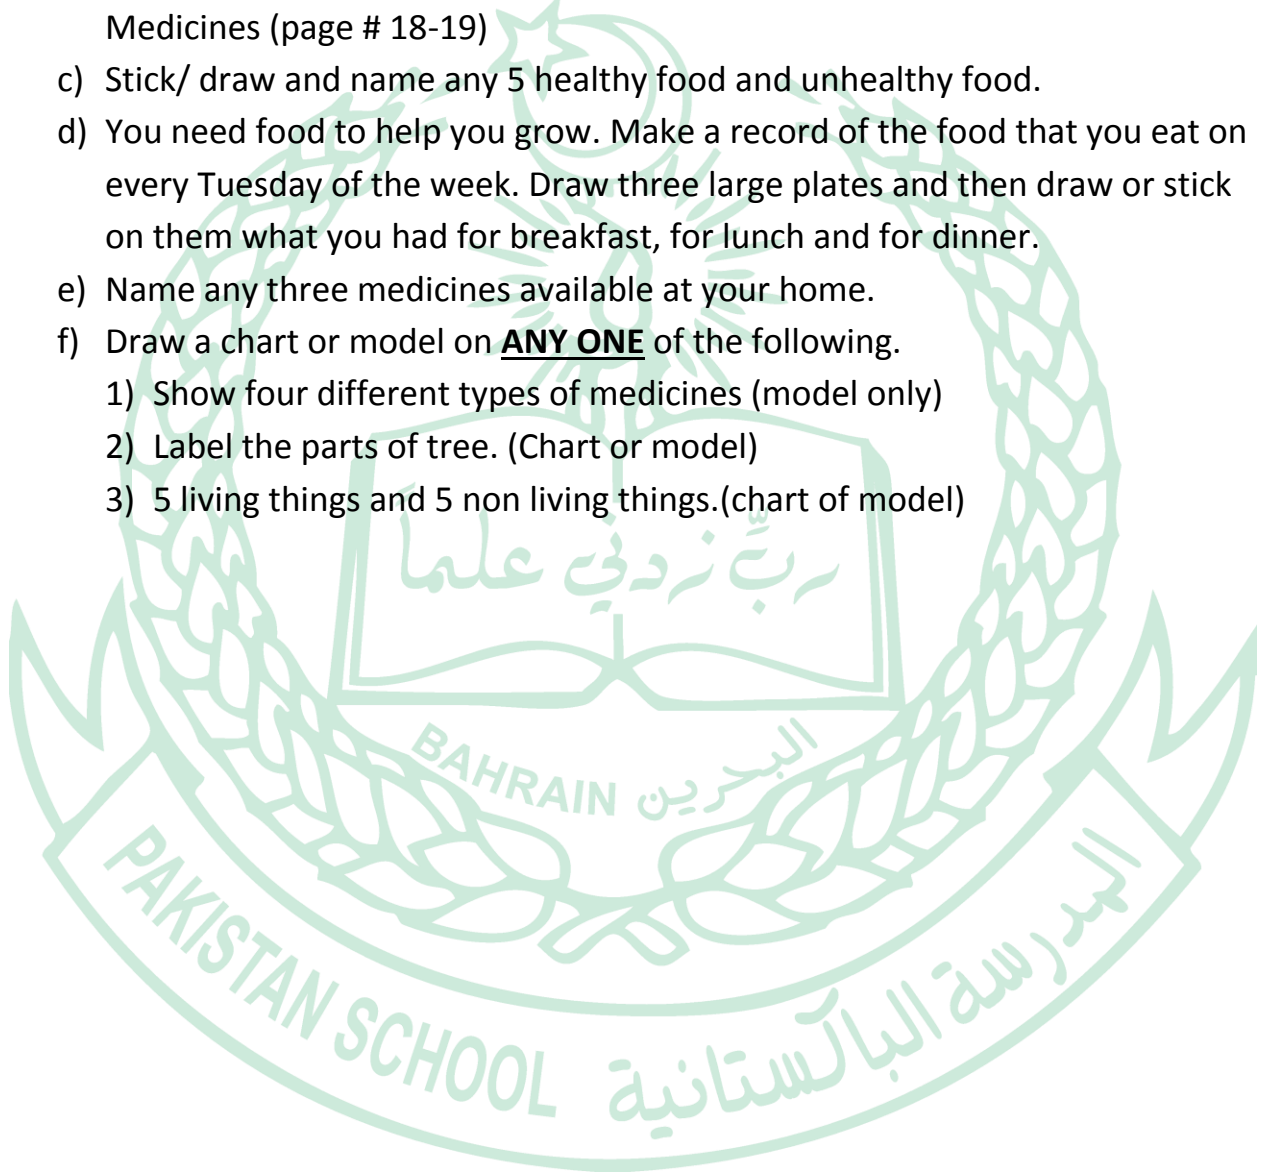 Medicines (page # 18-19)
c) Stick/ draw and name any 5 healthy food and unhealthy food.
d) You need food to help you grow. Make a record of the food that you eat on
every Tuesday of the week. Draw three large plates and then draw or stick
on them what you had for breakfast, for lunch and for dinner.
e) Name any three medicines available at your home.
f) Draw a chart or model on ANY ONE of the following.
1) Show four different types of medicines (model only)
2) Label the parts of tree. (Chart or model)
3) 5 living things and 5 non living things.(chart of model)
ربِّ زدني علما
BAHRAIN البحرين
PAKISTAN SCHOOL المدرسة الباكستانية